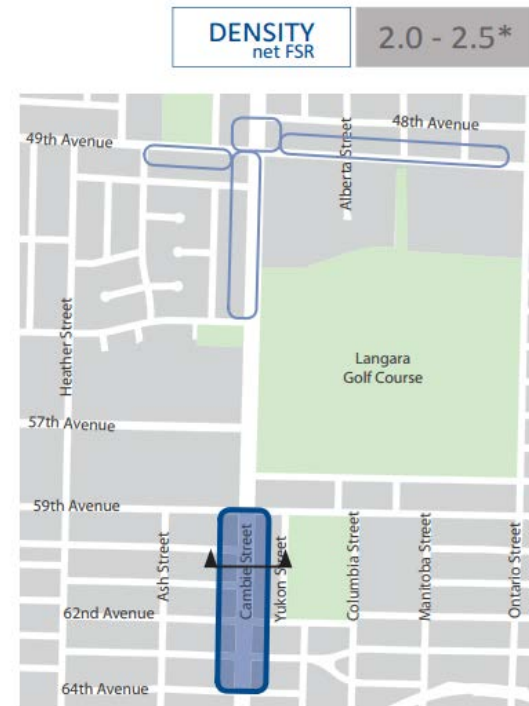 DENSITY
net FSR
2.0 - 2.5*
48th Avenue
49th Avenue
Alberta Street
Heather Street
Langara
Golf Course
57th Avenue
59th Avenue
Ash Street
Cambie Street
Yukon Street
Columbia Street
Manitoba Street
Ontario Street
62nd Avenue
64th Avenue